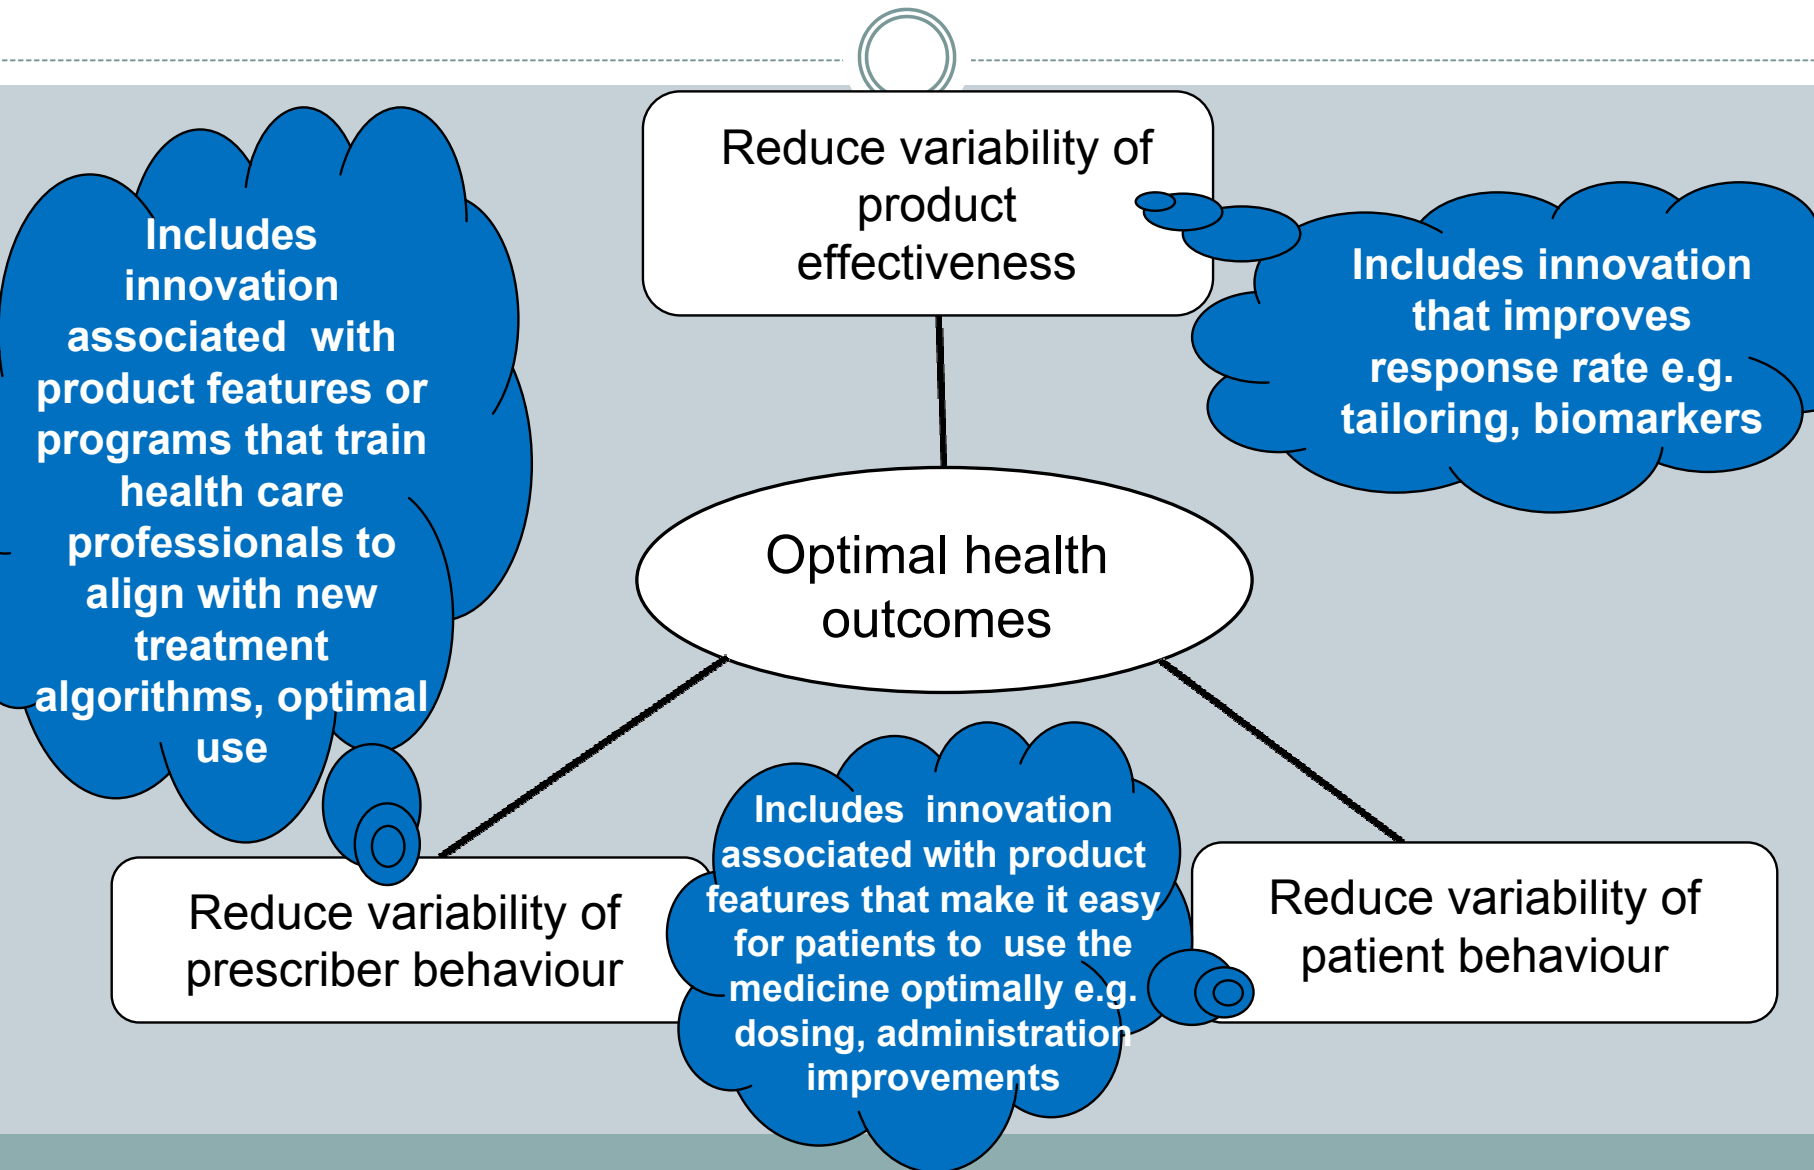 Reduce variability of
product
effectiveness
Includes
innovation
associated with
product features or
programs that train
health care
professionals to
align with new
treatment
algorithms, optimal
use
Includes innovation
that improves
response rate e.g.
tailoring, biomarkers
Optimal health
outcomes
Includes innovation
associated with product
features that make it easy
for patients to use the
medicine optimally e.g.
dosing, administration
improvements
Reduce variability of
prescriber behaviour
Reduce variability of
patient behaviour